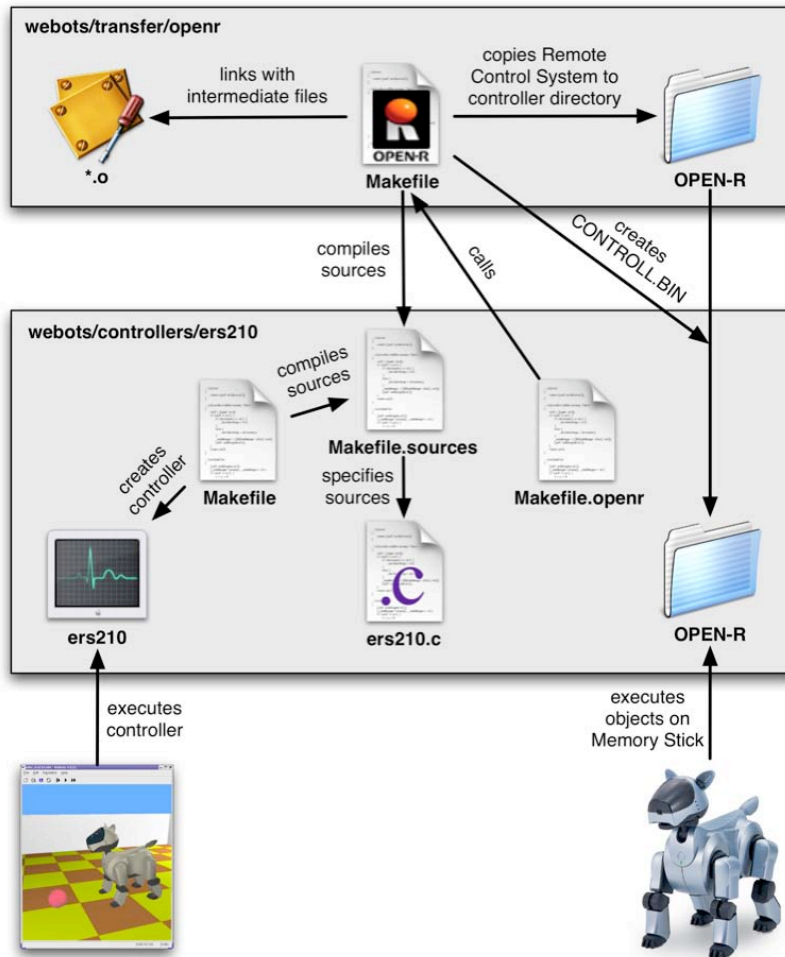 webots/transfer/openr
links with
intermediate files
copies Remote
Control System to
controller directory
OPEN-R
*.o
Makefile
OPEN-R
compiles
sources
calls
creates
CONTROLL.BIN
webots/controllers/ers210
compiles
sources
Makefile.sources
creates
controller
Makefile
specifies
sources
Makefile.openr
.c
ers210
ers210.c
OPEN-R
executes
controller
executes
objects on
Memory Stick